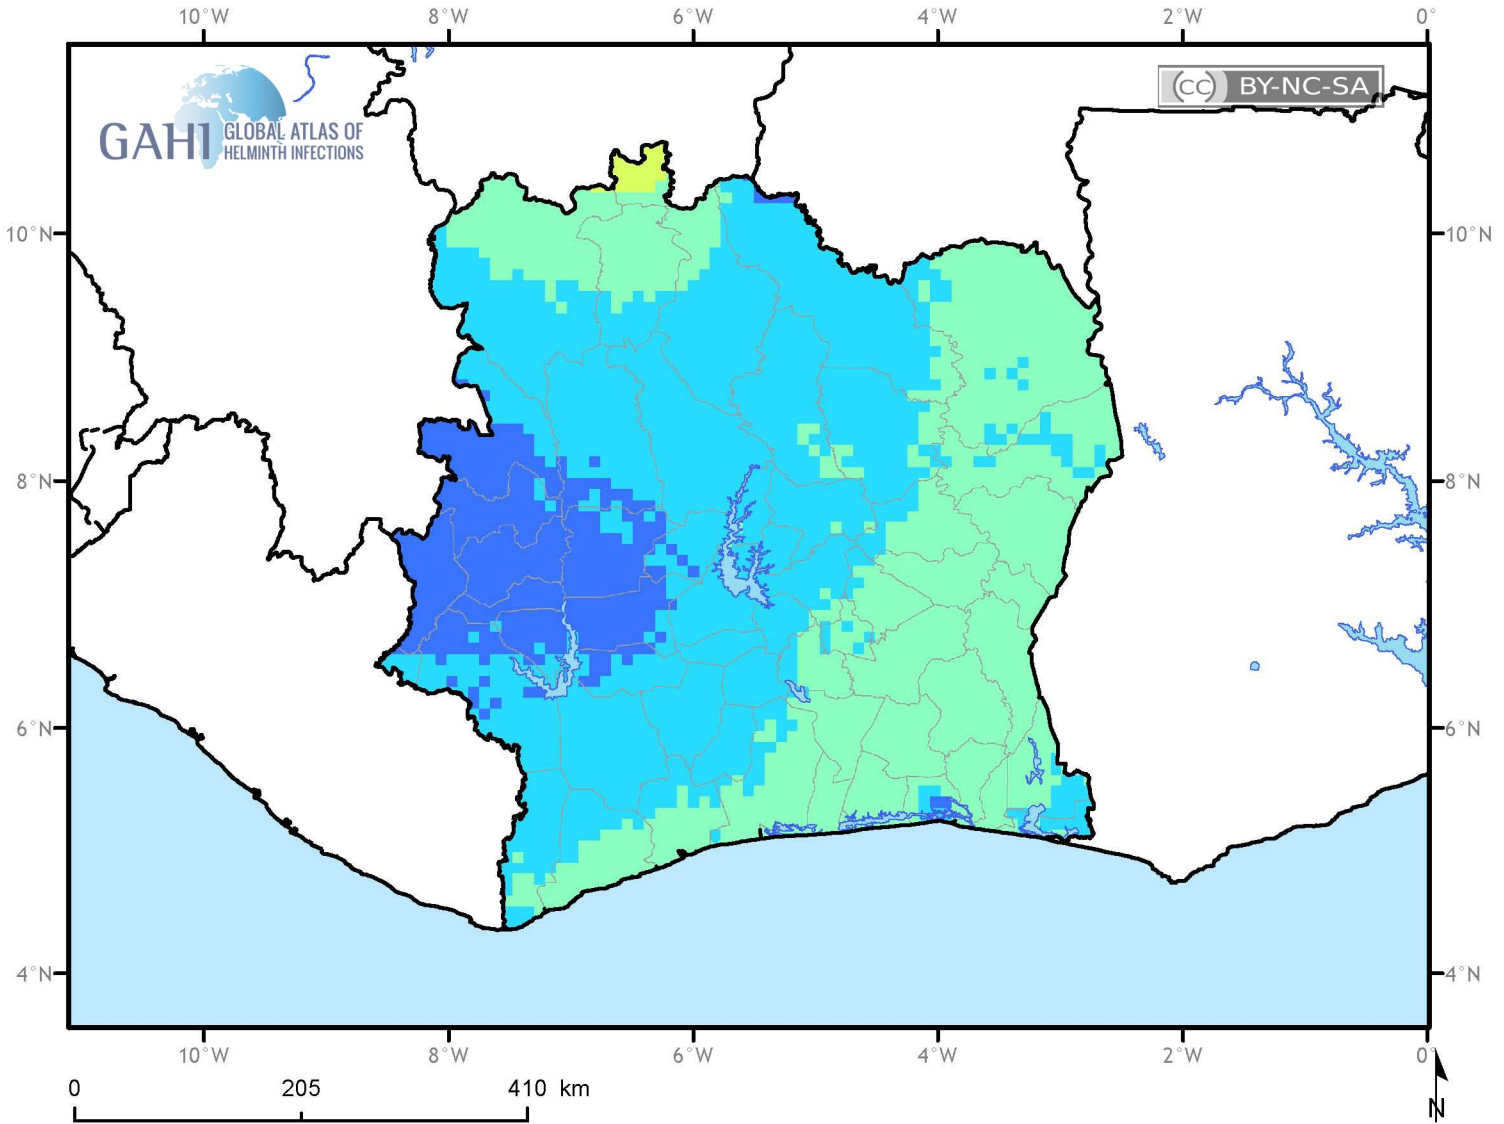 10°W 8°W 6°W 4°W 2°W 0°
GAHI GLOBAL ATLAS OF
HELMINTH INFECTIONS
cc BY-NC-SA
10°N 10°N
8°N 8°N
6°N 6°N
4°N 4°N
10°W 8°W 6°W 4°W 2°W 0°
0 205 410 km
N